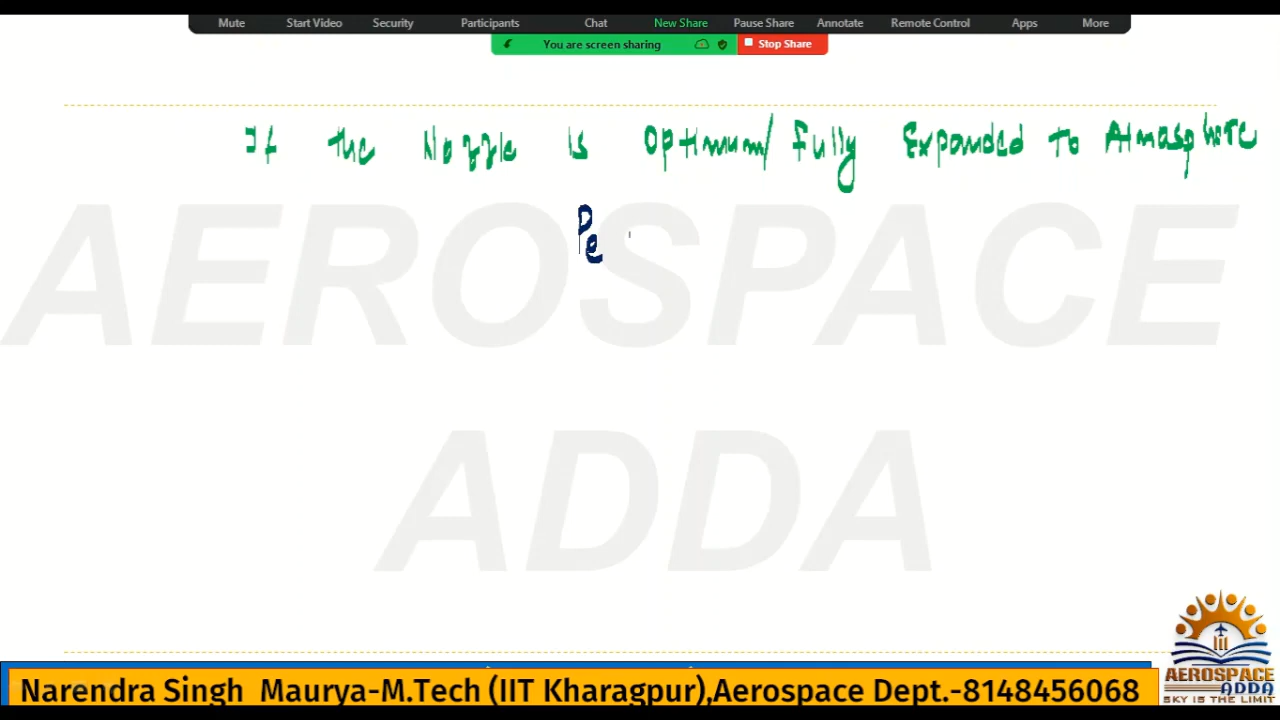 Mute Start Video Security Participants Chat New Share Pause Share Annotate Remote Control Apps More
You are screen sharing Stop Share
If the Nozzle is Optimum/fully Expanded to Atmosphere
Pe
AEROSPACE
ADDA
Narendra Singh Maurya-M.Tech (IIT Kharagpur),Aerospace Dept.-8148456068
AEROSPACE
ADDA
SKY IS THE LIMIT